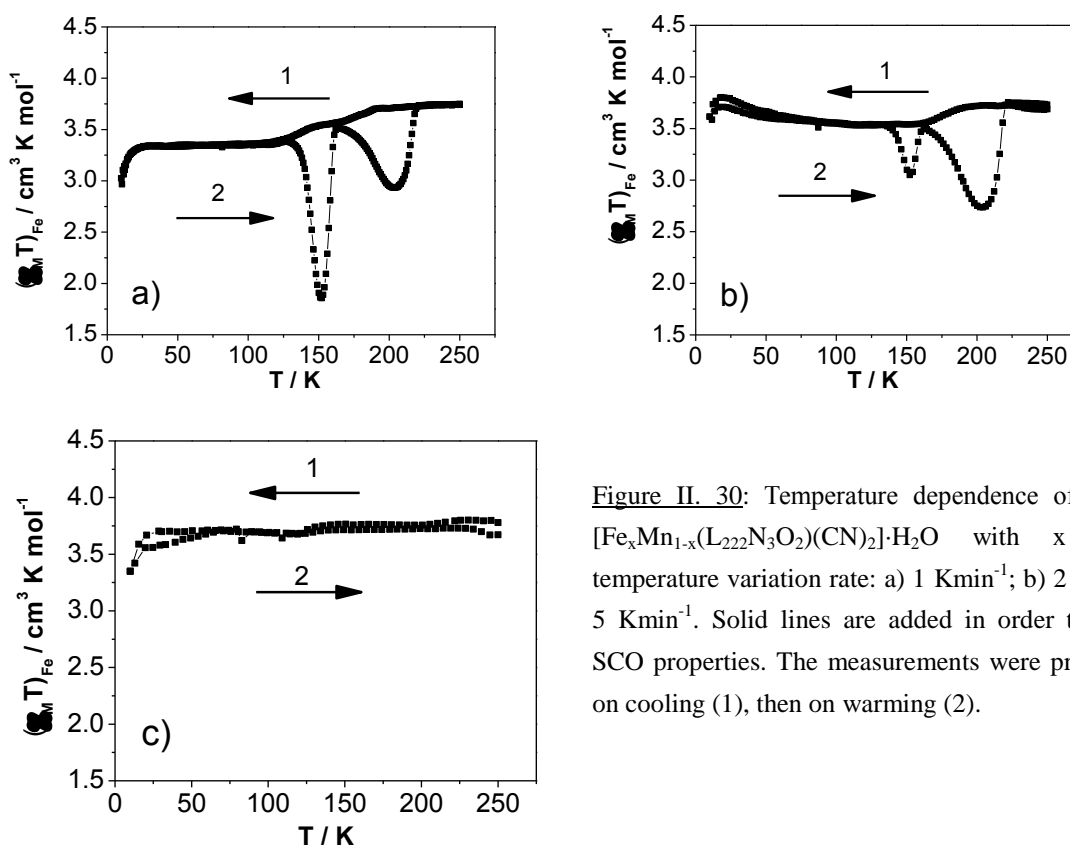 4.5
4.0
3.5
3.0
2.5
2.0
1.5
0 50 100 150 200 250
T / K
T)Fe / cm³ K mol⁻¹
1
2
a)
4.5
4.0
3.5
3.0
2.5
2.0
1.5
0 50 100 150 200 250
T / K
T)Fe / cm³ K mol⁻¹
1
2
b)
4.5
4.0
3.5
3.0
2.5
2.0
1.5
0 50 100 150 200 250
T / K
T)Fe / cm³ K mol⁻¹
1
2
c)
Figure II. 30: Temperature dependence of
[FeₓMn₁₋ₓ(L₂₂₂N₃O₂)(CN)₂]·H₂O with x
temperature variation rate: a) 1 Kmin⁻¹; b) 2
5 Kmin⁻¹. Solid lines are added in order t
SCO properties. The measurements were pr
on cooling (1), then on warming (2).